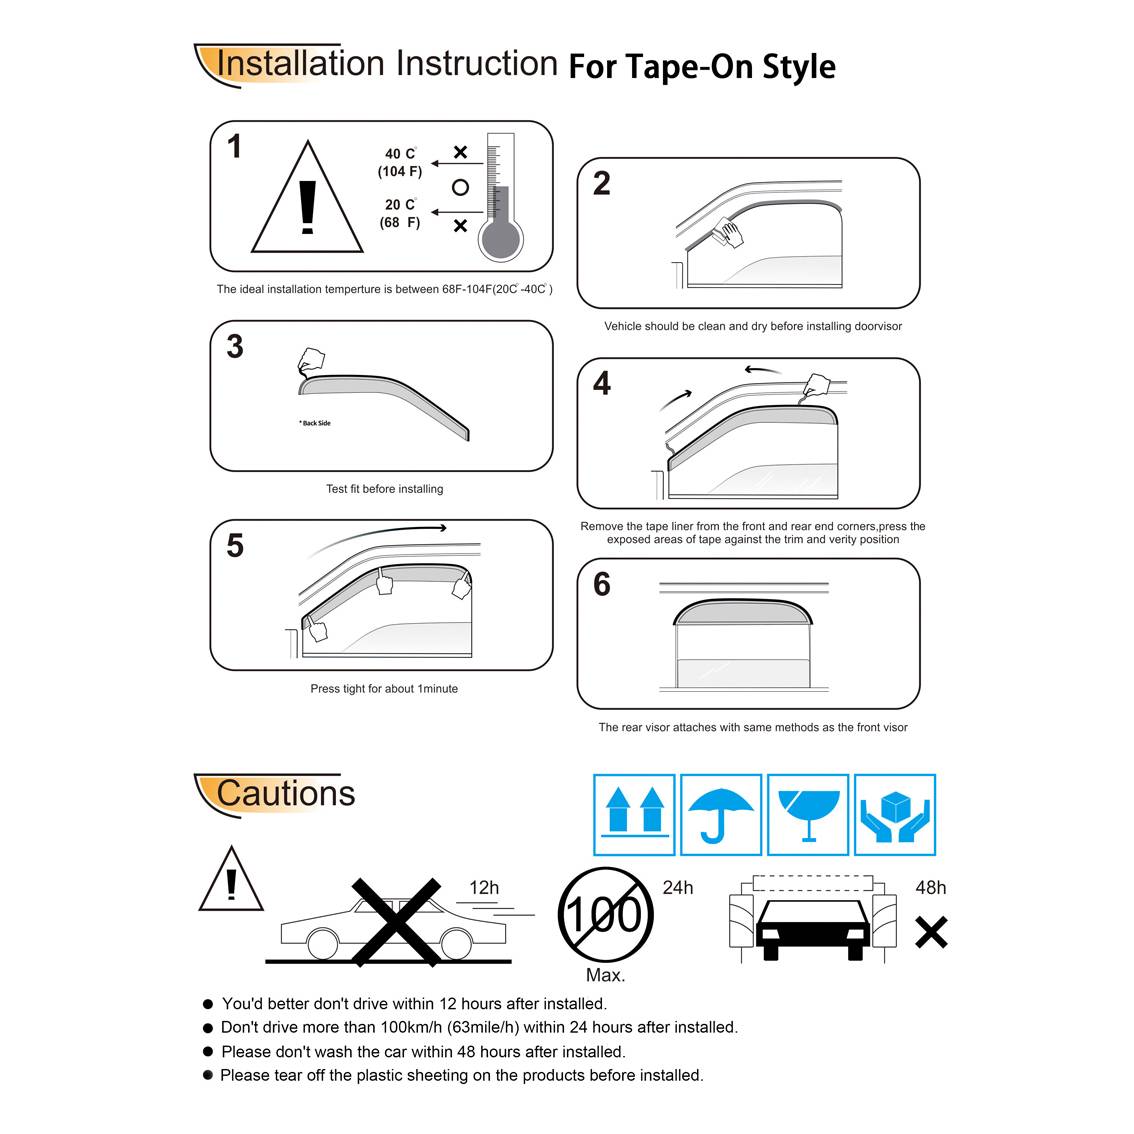 Installation Instruction For Tape-On Style
1
40 C°
(104 F)
20 C°
(68 F)
The ideal installation temperture is between 68F-104F(20C°-40C°)
2
Vehicle should be clean and dry before installing doorvisor
3
* Back Side
Test fit before installing
4
Remove the tape liner from the front and rear end corners,press the
exposed areas of tape against the trim and verity position
5
Press tight for about 1minute
6
The rear visor attaches with same methods as the front visor
Cautions
12h
100
Max.
24h
48h
You'd better don't drive within 12 hours after installed.
Don't drive more than 100km/h (63mile/h) within 24 hours after installed.
Please don't wash the car within 48 hours after installed.
Please tear off the plastic sheeting on the products before installed.